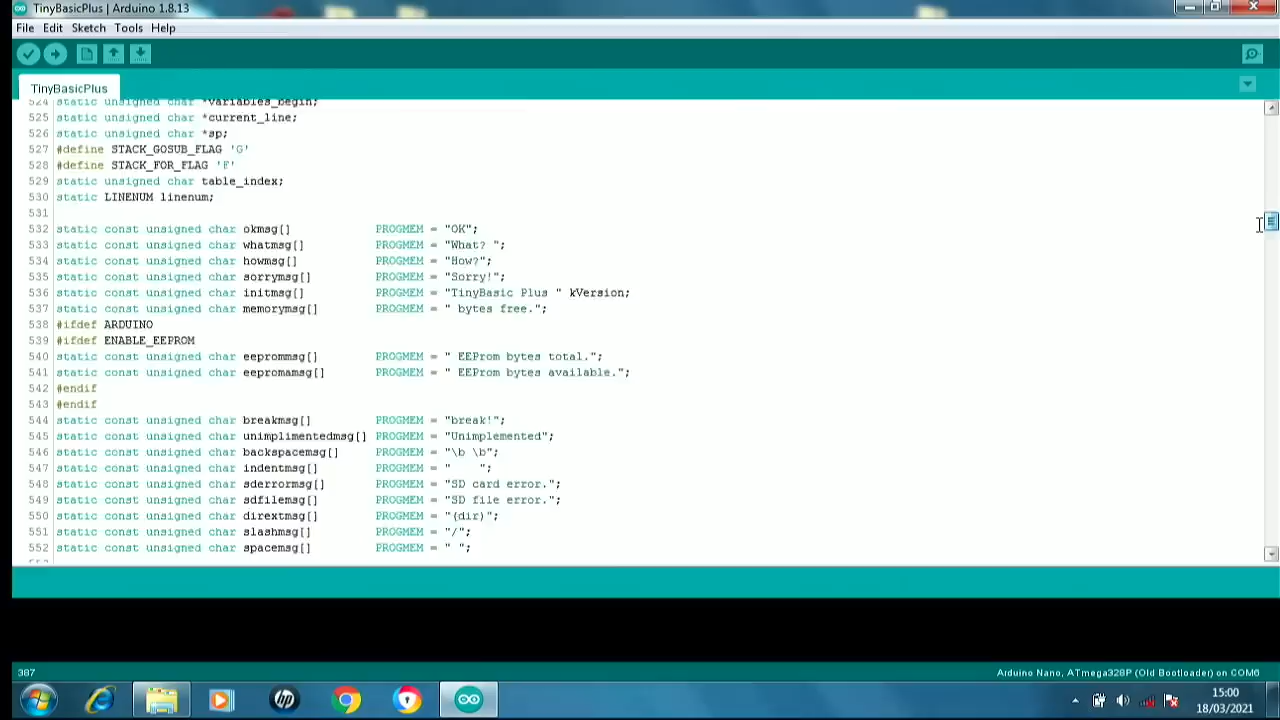 TinyBasicPlus | Arduino 1.8.13
File Edit Sketch Tools Help
TinyBasicPlus
524 static unsigned char *variables_begin;
525 static unsigned char *current_line;
526 static unsigned char *sp;
527 #define STACK_GOSUB_FLAG 'G'
528 #define STACK_FOR_FLAG 'F'
529 static unsigned char table_index;
530 static LINENUM linenum;
531
532 static const unsigned char okmsg[] PROGMEM = "OK";
533 static const unsigned char whatmsg[] PROGMEM = "What? ";
534 static const unsigned char howmsg[] PROGMEM = "How?";
535 static const unsigned char sorrymsg[] PROGMEM = "Sorry!";
536 static const unsigned char initmsg[] PROGMEM = "TinyBasic Plus " kVersion;
537 static const unsigned char memorymsg[] PROGMEM = " bytes free.";
538 #ifdef ARDUINO
539 #ifdef ENABLE_EEPROM
540 static const unsigned char eeprommsg[] PROGMEM = " EEProm bytes total.";
541 static const unsigned char eepromamsg[] PROGMEM = " EEProm bytes available.";
542 #endif
543 #endif
544 static const unsigned char breakmsg[] PROGMEM = "break!";
545 static const unsigned char unimplimentedmsg[] PROGMEM = "Unimplemented";
546 static const unsigned char backspacemsg[] PROGMEM = "\b \b";
547 static const unsigned char indentmsg[] PROGMEM = "    ";
548 static const unsigned char sderrormsg[] PROGMEM = "SD card error.";
549 static const unsigned char sdfilemsg[] PROGMEM = "SD file error.";
550 static const unsigned char dirextmsg[] PROGMEM = "(dir)";
551 static const unsigned char slashmsg[] PROGMEM = "/";
552 static const unsigned char spacemsg[] PROGMEM = " ";
387
Arduino Nano, ATmega328P (Old Bootloader) on COM6
hp
15:00
18/03/2021